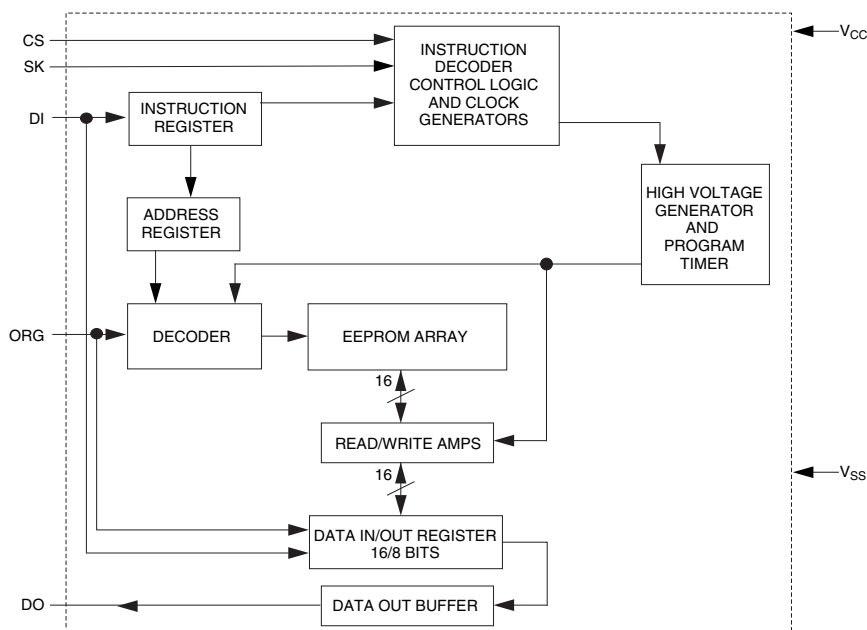 CS
SK
DI
INSTRUCTION
REGISTER
INSTRUCTION
DECODER
CONTROL LOGIC
AND CLOCK
GENERATORS
VCC
ADDRESS
REGISTER
HIGH VOLTAGE
GENERATOR
AND
PROGRAM
TIMER
ORG
DECODER
EEPROM ARRAY
16
READ/WRITE AMPS
16
VSS
DATA IN/OUT REGISTER
16/8 BITS
DO
DATA OUT BUFFER